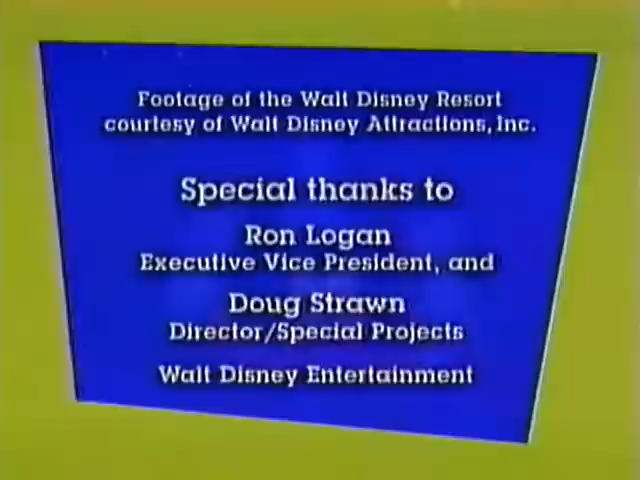 Footage of the Walt Disney Resort
courtesy of Walt Disney Attractions, Inc.
Special thanks to
Ron Logan
Executive Vice President, and
Doug Strawn
Director/Special Projects
Walt Disney Entertainment